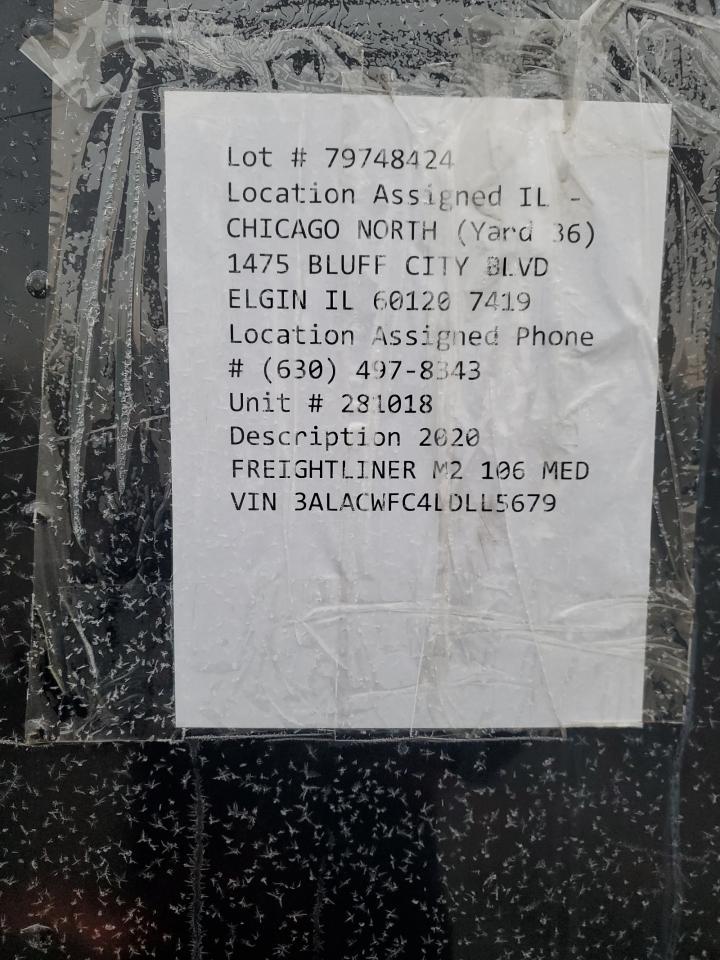 Lot # 79748424
Location Assigned IL -
CHICAGO NORTH (Yard 36)
1475 BLUFF CITY BLVD
ELGIN IL 60120 7419
Location Assigned Phone
# (630) 497-8343
Unit # 281018
Description 2020
FREIGHTLINER M2 106 MED
VIN 3ALACWFC4LDLL5679